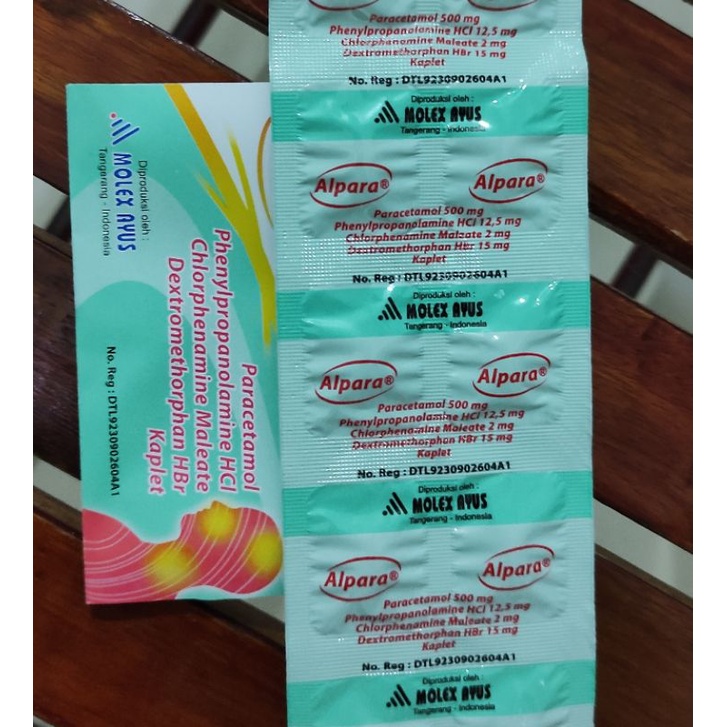 Diproduksi oleh :
MOLEX AYUS
Tangerang - Indonesia
Paracetamol
Phenylpropanolamine HCl
Chlorphenamine Maleate
Dextromethorphan HBr
Kaplet
No. Reg : DTL9230902604A1
Paracetamol 500 mg
Phenylpropanolamine HCl 12,5 mg
Chlorphenamine Maleate 2 mg
Dextromethorphan HBr 15 mg
Kaplet
No. Reg : DTL9230902604A1
Diproduksi oleh :
MOLEX AYUS
Tangerang - Indonesia
Alpara® Alpara®
Paracetamol 500 mg
Phenylpropanolamine HCl 12,5 mg
Chlorphenamine Maleate 2 mg
Dextromethorphan HBr 15 mg
Kaplet
No. Reg : DTL9230902604A1
Diproduksi oleh :
MOLEX AYUS
Tangerang - Indonesia
Alpara® Alpara®
Paracetamol 500 mg
Phenylpropanolamine HCl 12,5 mg
Chlorphenamine Maleate 2 mg
Dextromethorphan HBr 15 mg
Kaplet
No. Reg : DTL9230902604A1
Diproduksi oleh :
MOLEX AYUS
Tangerang - Indonesia
Alpara® Alpara®
Paracetamol 500 mg
Phenylpropanolamine HCl 12,5 mg
Chlorphenamine Maleate 2 mg
Dextromethorphan HBr 15 mg
Kaplet
No. Reg : DTL9230902604A1
Diproduksi oleh :
MOLEX AYUS
Tangerang - Indonesia